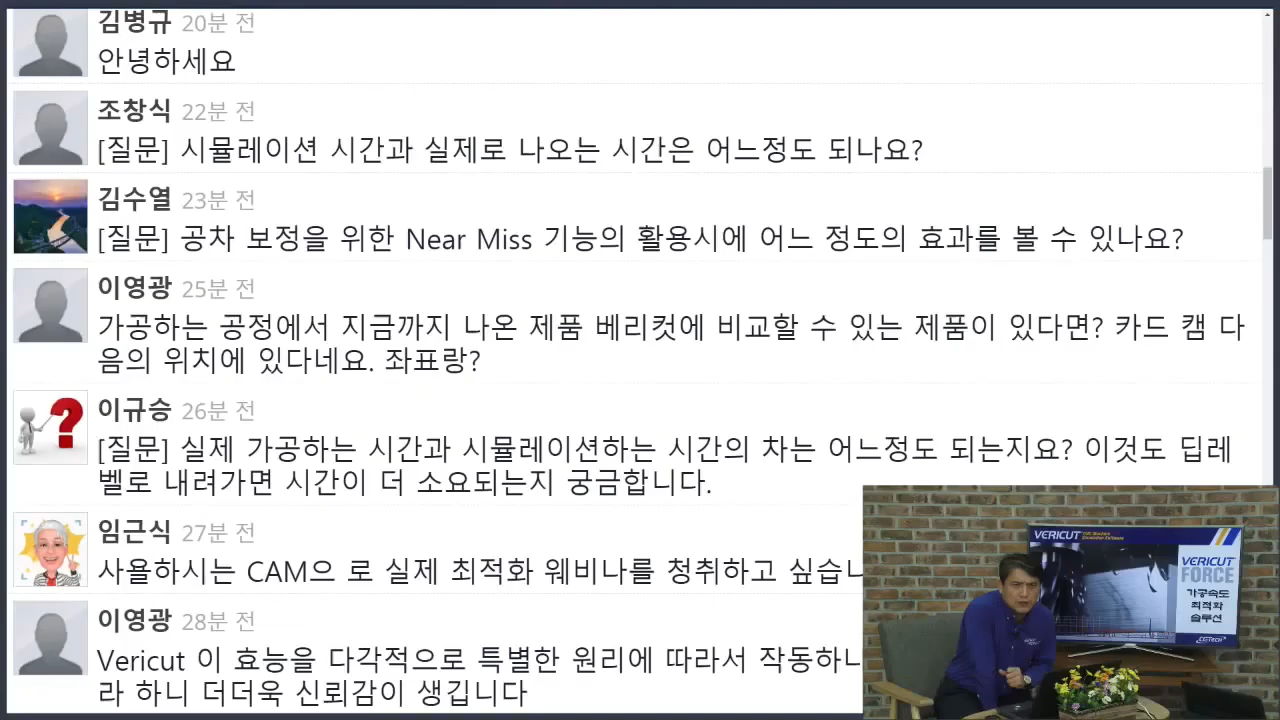 김병규 20분 전
안녕하세요
조창식 22분 전
[질문] 시뮬레이션 시간과 실제로 나오는 시간은 어느정도 되나요?
김수열 23분 전
[질문] 공차 보정을 위한 Near Miss 기능의 활용시에 어느 정도의 효과를 볼 수 있나요?
이영광 25분 전
가공하는 공정에서 지금까지 나온 제품 베리컷에 비교할 수 있는 제품이 있다면? 카드 캠 다
음의 위치에 있다네요. 좌표랑?
이규승 26분 전
[질문] 실제 가공하는 시간과 시뮬레이션하는 시간의 차는 어느정도 되는지요? 이것도 딥레
벨로 내려가면 시간이 더 소요되는지 궁금합니다.
임근식 27분 전
사욜하시는 CAM으 로 실제 최적화 웨비나를 청취하고 싶습니
이영광 28분 전
Vericut 이 효능을 다각적으로 특별한 원리에 따라서 작동하니
라 하니 더더욱 신뢰감이 생깁니다
VERICUT
VERICUT
FORCE
가공속도
최적화
솔루션
CGTECH